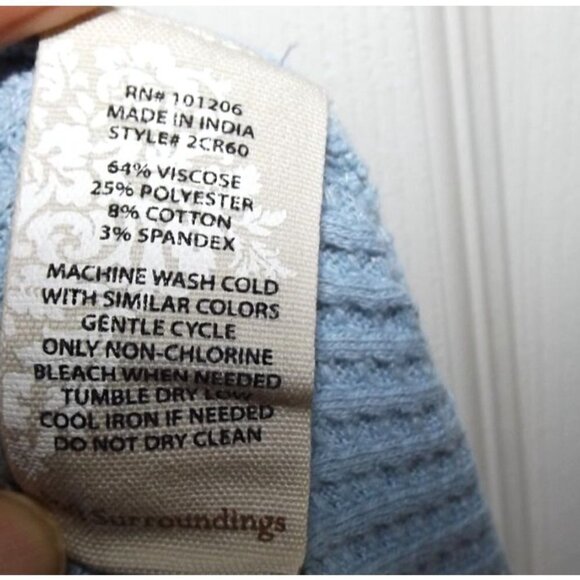 RN# 101206
MADE IN INDIA
STYLE# 2CR60
64% VISCOSE
25% POLYESTER
8% COTTON
3% SPANDEX
MACHINE WASH COLD
WITH SIMILAR COLORS
GENTLE CYCLE
ONLY NON-CHLORINE
BLEACH WHEN NEEDED
TUMBLE DRY LOW
COOL IRON IF NEEDED
DO NOT DRY CLEAN
Surroundings